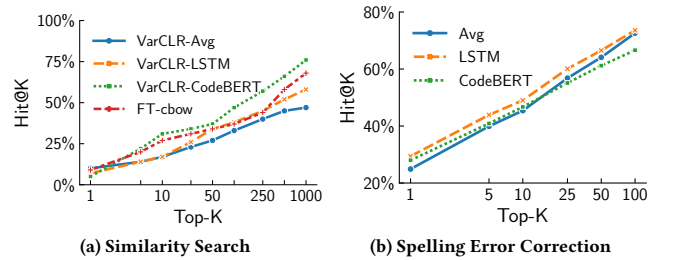 100%
75%
50%
25%
0%
Hit@K
VarCLR-Avg
VarCLR-LSTM
VarCLR-CodeBERT
FT-cbow
1 10 50 250 1000
Top-K
(a) Similarity Search
80%
60%
40%
20%
Hit@K
Avg
LSTM
CodeBERT
1 5 10 25 50 100
Top-K
(b) Spelling Error Correction